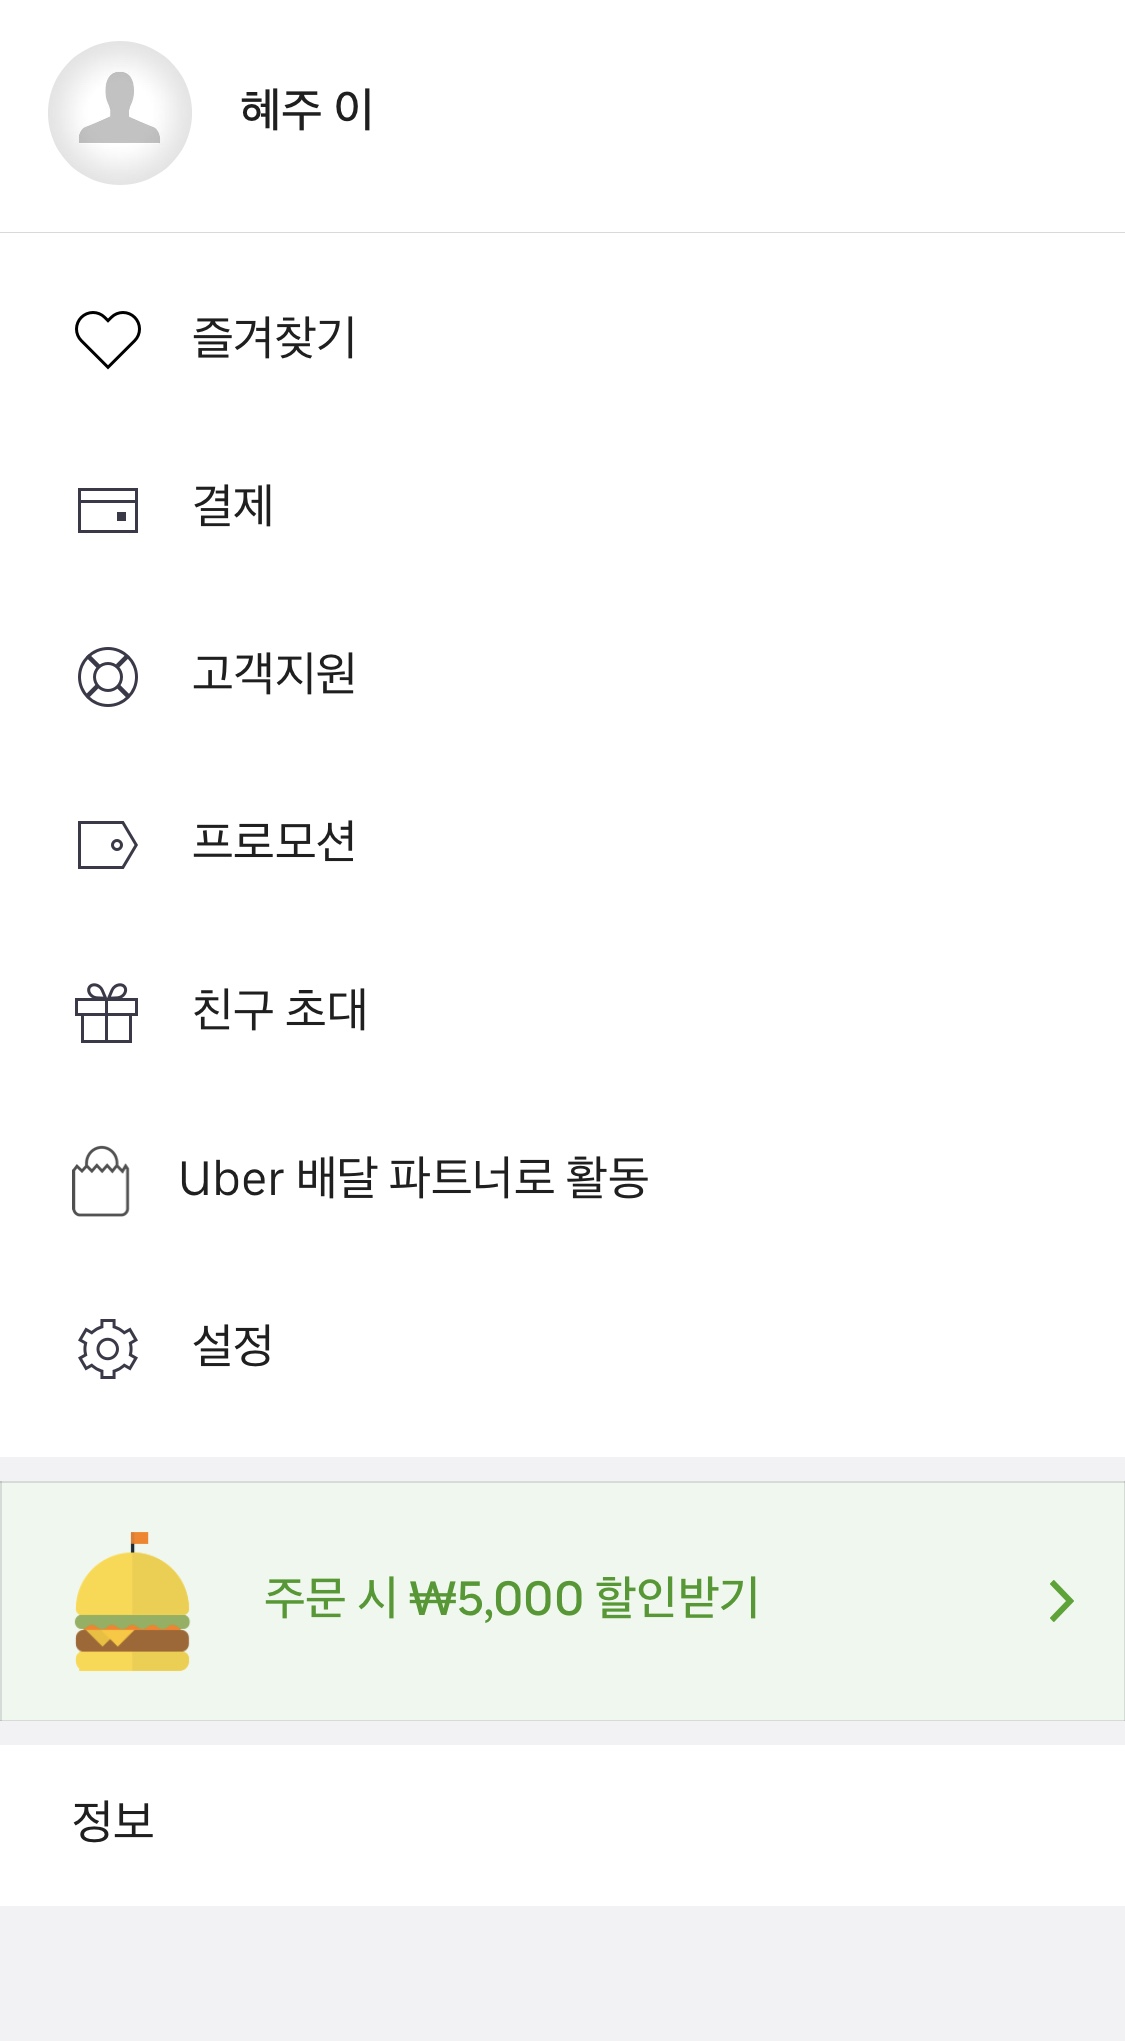 혜주 이
즐겨찾기
결제
고객지원
프로모션
친구 초대
Uber 배달 파트너로 활동
설정
주문 시 ₩5,000 할인받기
정보